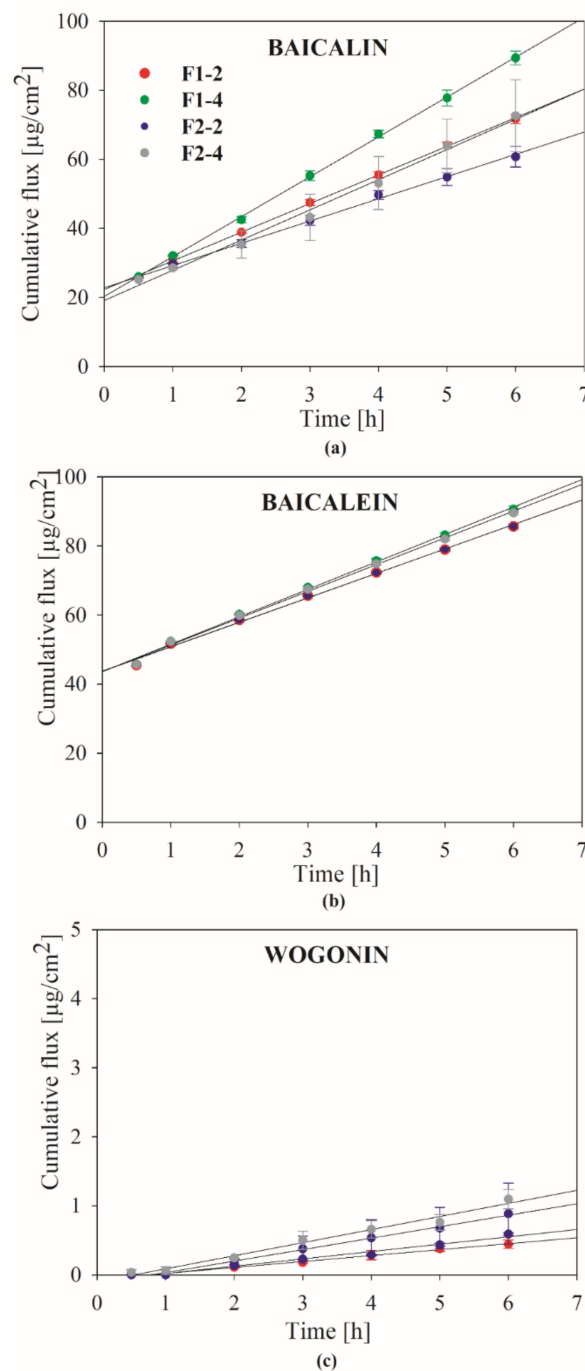 BAICALIN
F1-2
F1-4
F2-2
F2-4
Cumulative flux [µg/cm²]
100
80
60
40
20
0
0 1 2 3 4 5 6 7
Time [h]
(a)
BAICALEIN
Cumulative flux [µg/cm²]
100
80
60
40
20
0
0 1 2 3 4 5 6 7
Time [h]
(b)
WOGONIN
Cumulative flux [µg/cm²]
5
4
3
2
1
0
0 1 2 3 4 5 6 7
Time [h]
(c)